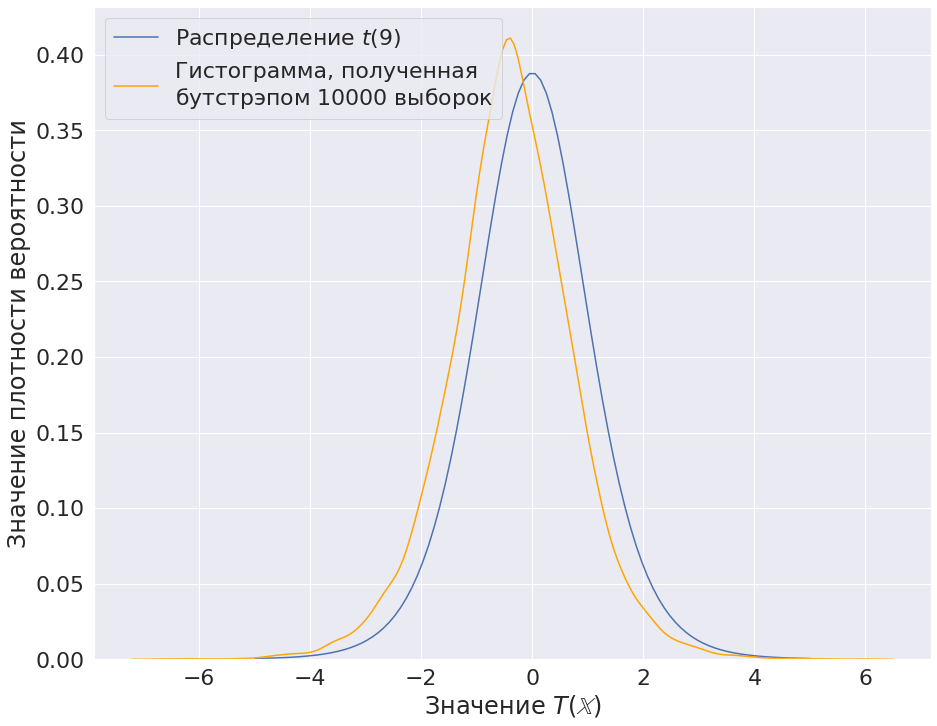 Распределение t(9)
Гистограмма, полученная
бутстрэпом 10000 выборок
Значение плотности вероятности
0.40
0.35
0.30
0.25
0.20
0.15
0.10
0.05
0.00
−6 −4 −2 0 2 4 6
Значение T(𝕏)